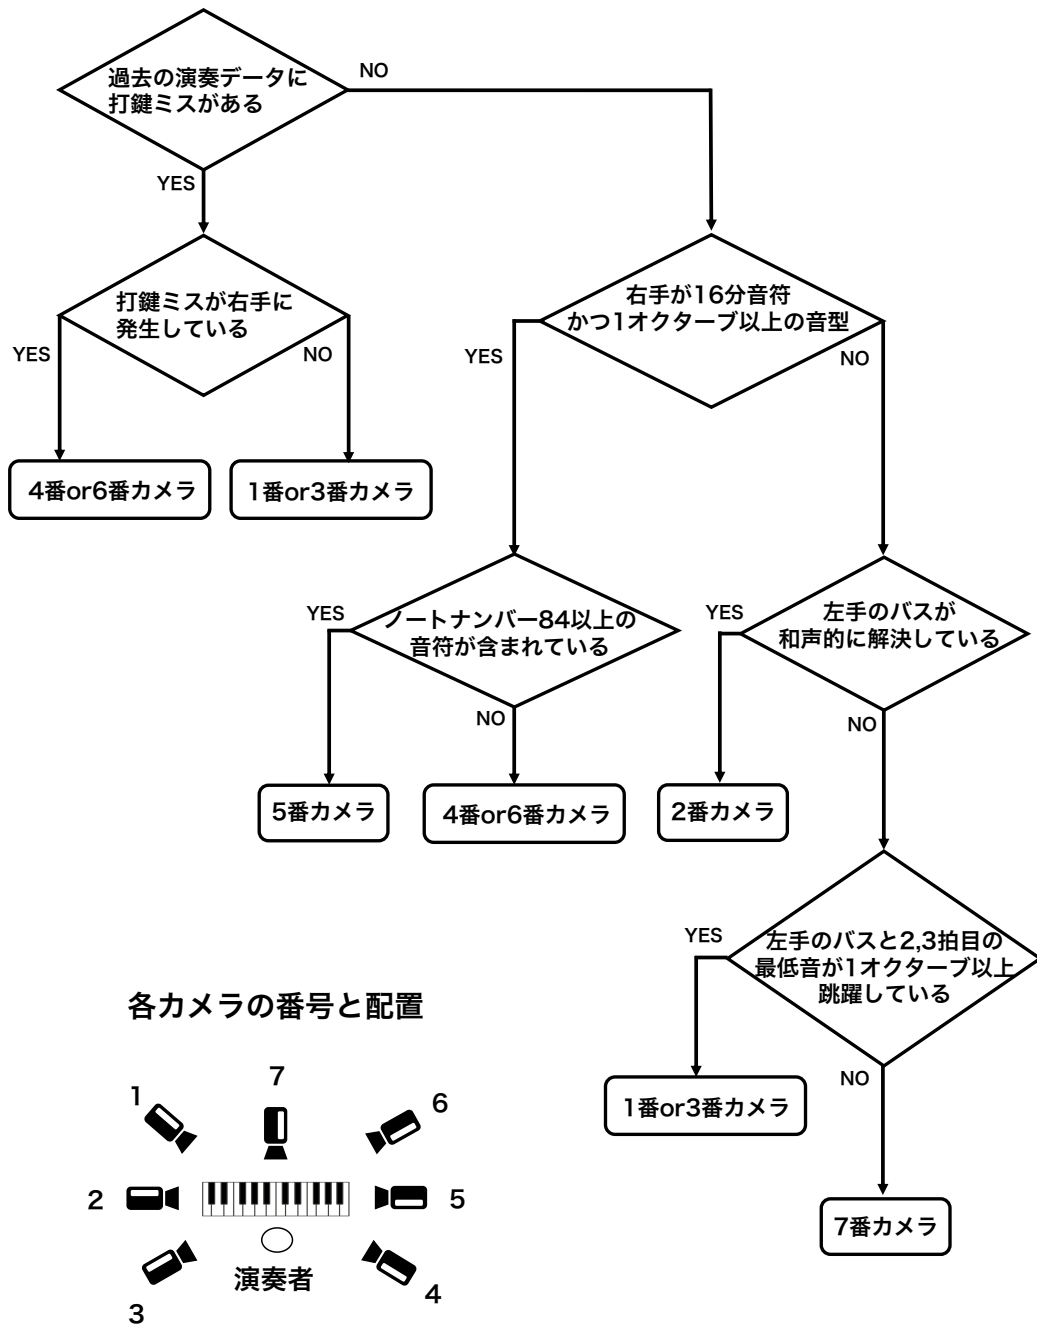 過去の演奏データに
打鍵ミスがある
NO
YES
打鍵ミスが右手に
発生している
YES
NO
4番or6番カメラ
1番or3番カメラ
右手が16分音符
かつ1オクターブ以上の音型
YES
NO
ノートナンバー84以上の
音符が含まれている
YES
NO
5番カメラ
4番or6番カメラ
左手のバスが
和声的に解決している
YES
NO
2番カメラ
左手のバスと2,3拍目の
最低音が1オクターブ以上
跳躍している
YES
NO
1番or3番カメラ
7番カメラ
各カメラの番号と配置
1
7
6
2
5
3
演奏者
4